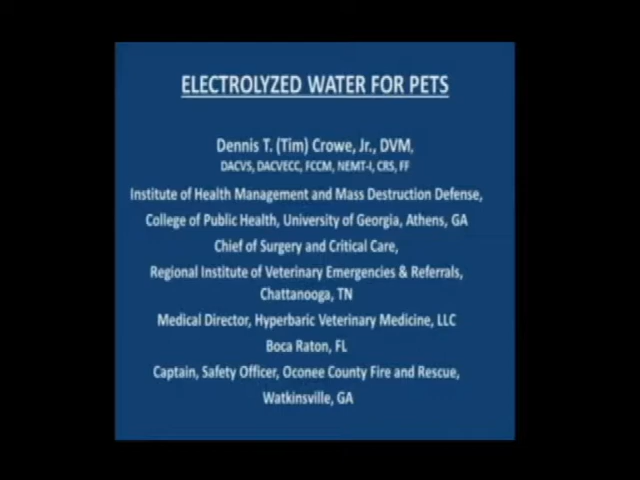 ELECTROLYZED WATER FOR PETS
Dennis T. (Tim) Crowe, Jr., DVM,
DACVS, DACVECC, FCCM, NEMT-I, CRS, FF
Institute of Health Management and Mass Destruction Defense,
College of Public Health, University of Georgia, Athens, GA
Chief of Surgery and Critical Care,
Regional Institute of Veterinary Emergencies & Referrals,
Chattanooga, TN
Medical Director, Hyperbaric Veterinary Medicine, LLC
Boca Raton, FL
Captain, Safety Officer, Oconee County Fire and Rescue,
Watkinsville, GA